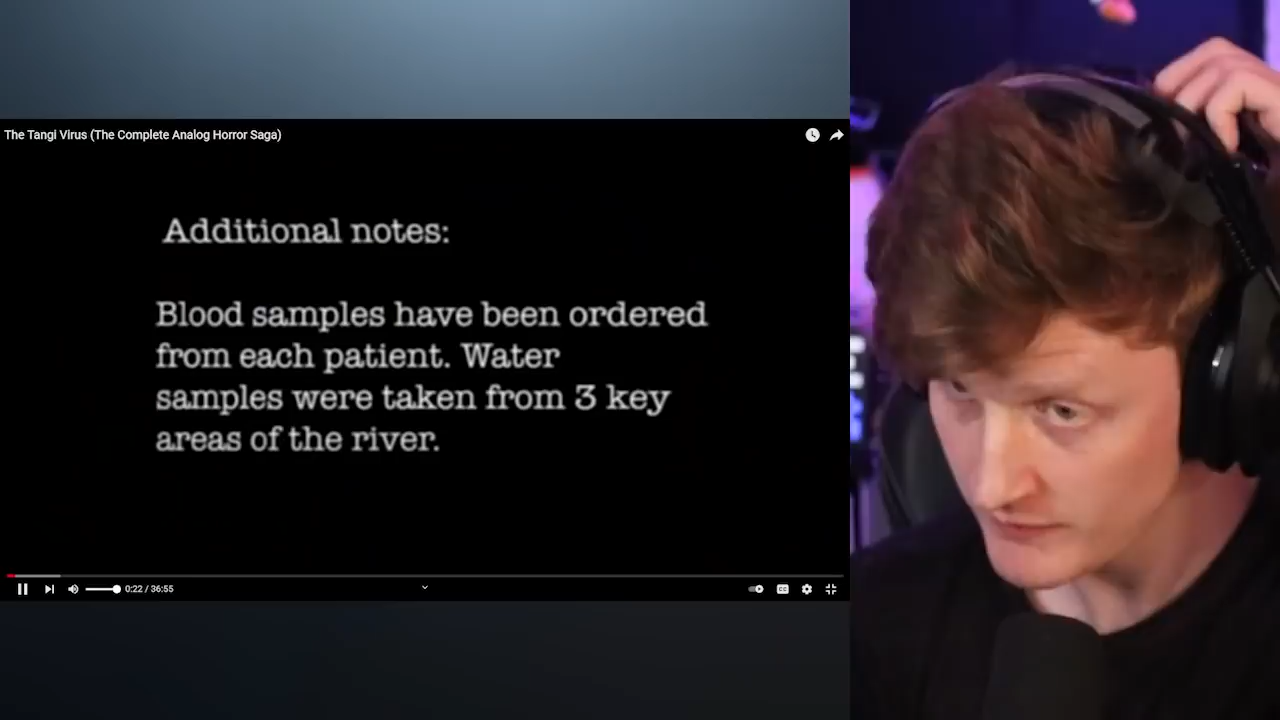 The Tangi Virus (The Complete Analog Horror Saga)
Additional notes:
Blood samples have been ordered
from each patient. Water
samples were taken from 3 key
areas of the river.
0:22 / 36:55